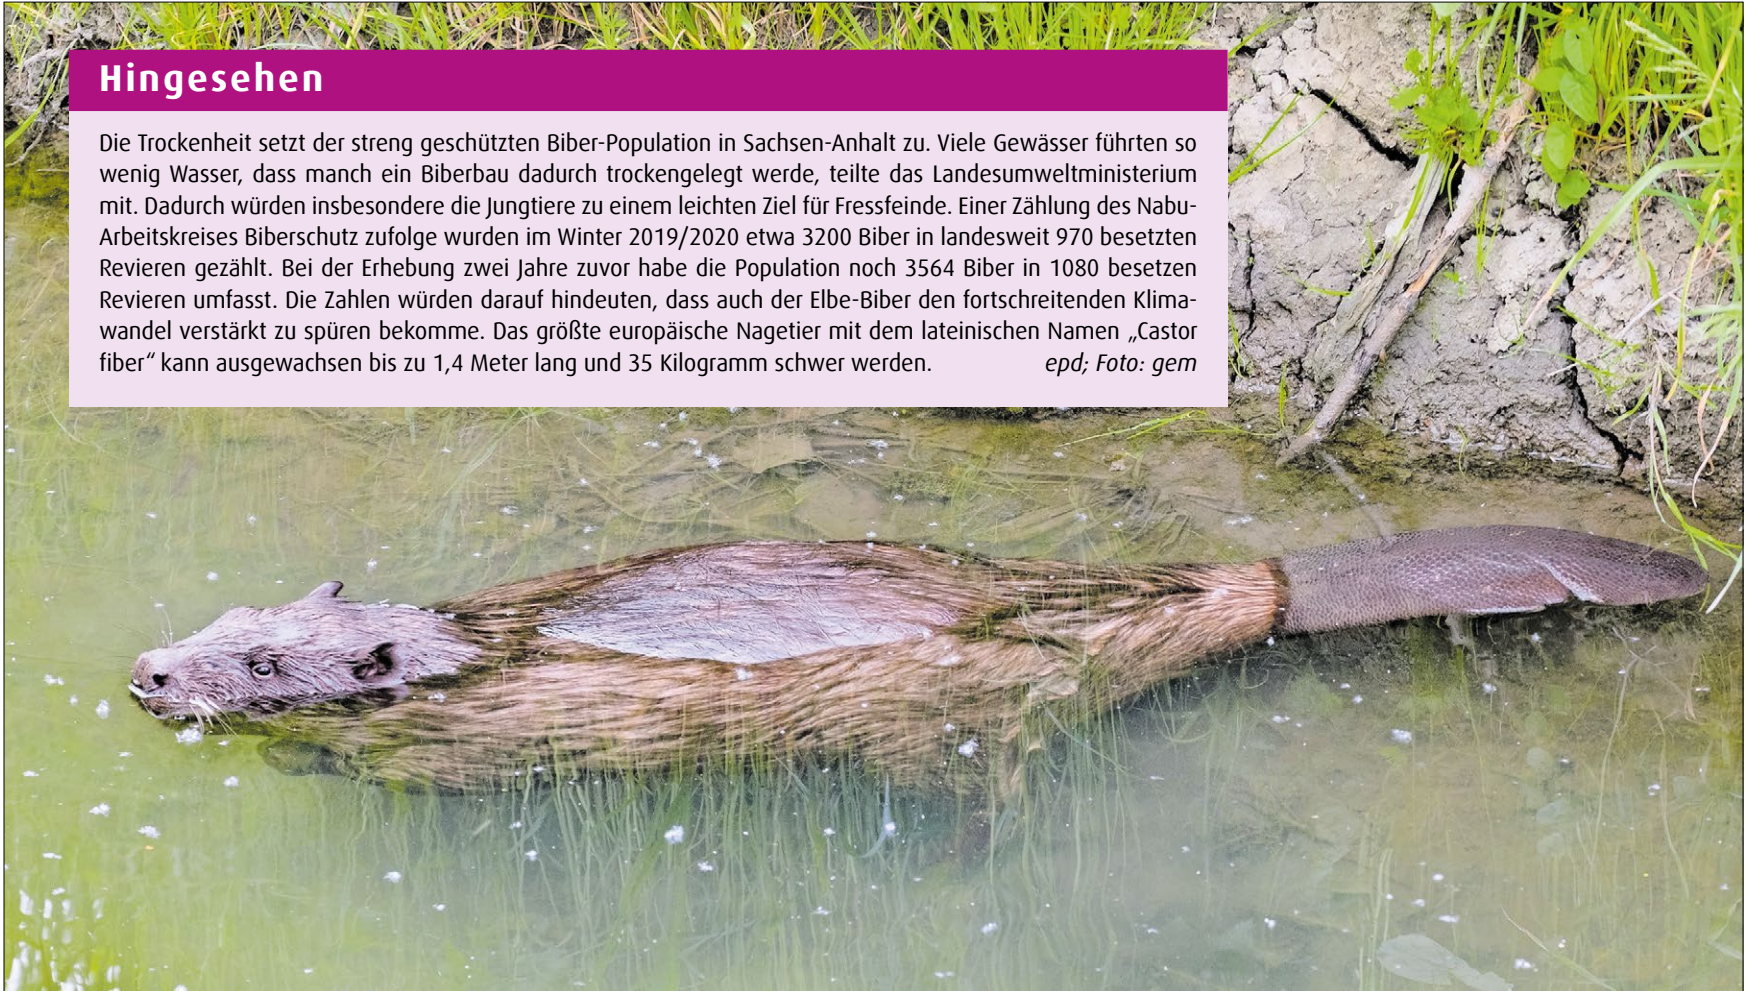 Hingesehen
Die Trockenheit setzt der streng geschützten Biber-Population in Sachsen-Anhalt zu. Viele Gewässer führten so
wenig Wasser, dass manch ein Biberbau dadurch trockengelegt werde, teilte das Landesumweltministerium
mit. Dadurch würden insbesondere die Jungtiere zu einem leichten Ziel für Fressfeinde. Einer Zählung des Nabu-
Arbeitskreises Biberschutz zufolge wurden im Winter 2019/2020 etwa 3200 Biber in landesweit 970 besetzten
Revieren gezählt. Bei der Erhebung zwei Jahre zuvor habe die Population noch 3564 Biber in 1080 besetzen
Revieren umfasst. Die Zahlen würden darauf hindeuten, dass auch der Elbe-Biber den fortschreitenden Klima-
wandel verstärkt zu spüren bekomme. Das größte europäische Nagetier mit dem lateinischen Namen „Castor
fiber“ kann ausgewachsen bis zu 1,4 Meter lang und 35 Kilogramm schwer werden. epd; Foto: gem